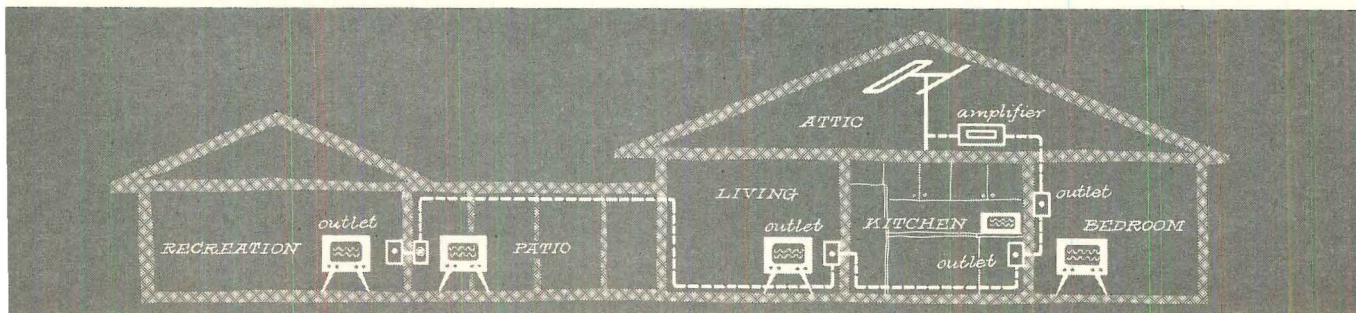 ATTIC
amplifier
LIVING
outlet
outlet
KITCHEN
BEDROOM
RECREATION
PATIO
outlet
outlet